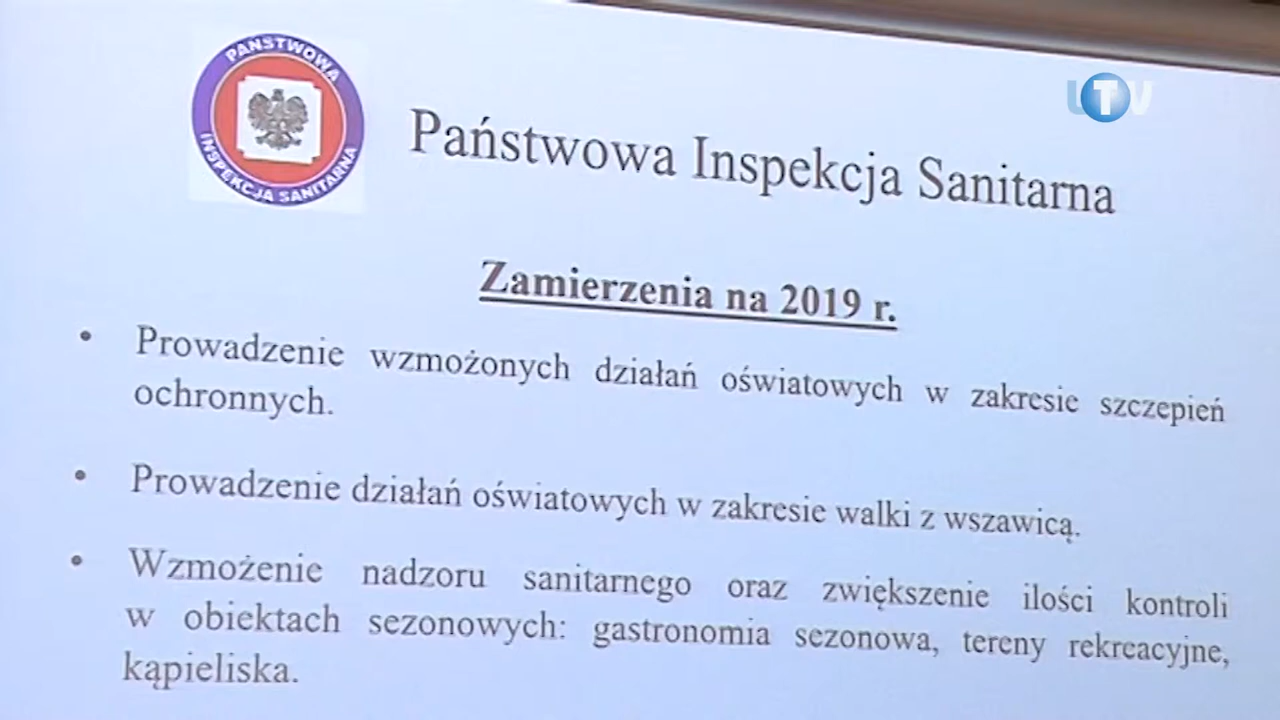 PAŃSTWOWA
INSPEKCJA SANITARNA
UTV
Państwowa Inspekcja Sanitarna
Zamierzenia na 2019 r.
• Prowadzenie wzmożonych działań oświatowych w zakresie szczepień
ochronnych.
• Prowadzenie działań oświatowych w zakresie walki z wszawicą.
• Wzmożenie nadzoru sanitarnego oraz zwiększenie ilości kontroli
w obiektach sezonowych: gastronomia sezonowa, tereny rekreacyjne,
kąpieliska.